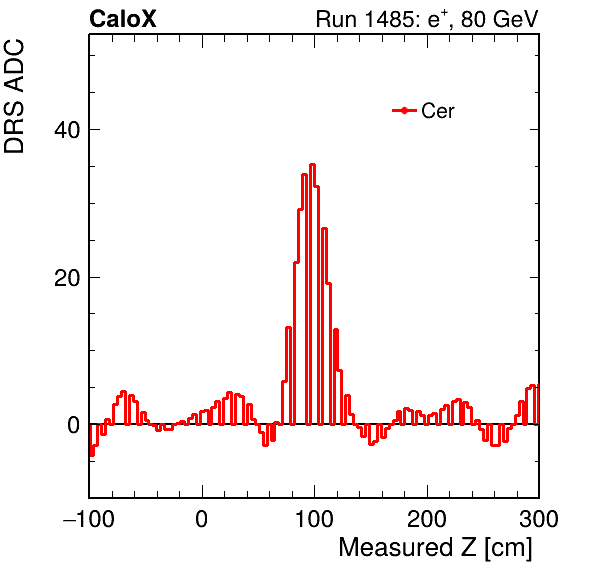 CaloX Run 1485: e⁺, 80 GeV
DRS ADC
Cer
40
20
0
−100 0 100 200 300
Measured Z [cm]